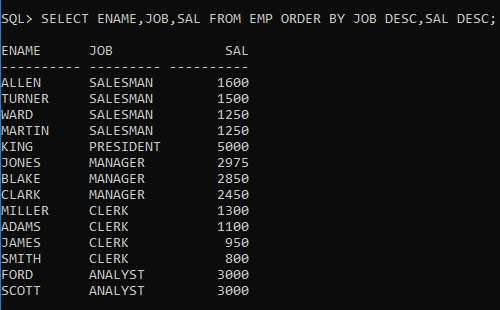 SQL> SELECT ENAME,JOB,SAL FROM EMP ORDER BY JOB DESC,SAL DESC;
ENAME      JOB              SAL
---------- --------- ----------
ALLEN      SALESMAN        1600
TURNER     SALESMAN        1500
WARD       SALESMAN        1250
MARTIN     SALESMAN        1250
KING       PRESIDENT       5000
JONES      MANAGER         2975
BLAKE      MANAGER         2850
CLARK      MANAGER         2450
MILLER     CLERK           1300
ADAMS      CLERK           1100
JAMES      CLERK            950
SMITH      CLERK            800
FORD       ANALYST         3000
SCOTT      ANALYST         3000